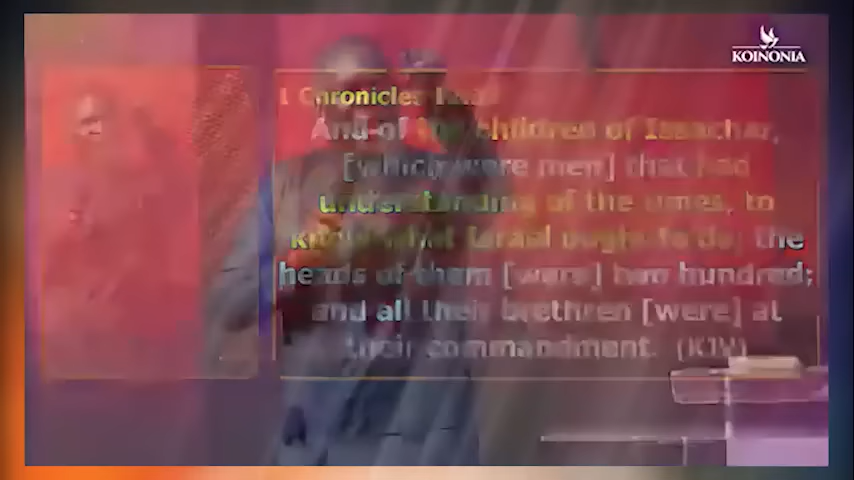 KOINONIA
1 Chronicles
And of the children of Issachar,
[which were men] that had
understanding of the times, to
know what Israel ought to do; the
heads of them [were] two hundred;
and all their brethren [were] at
their commandment. (KJV)